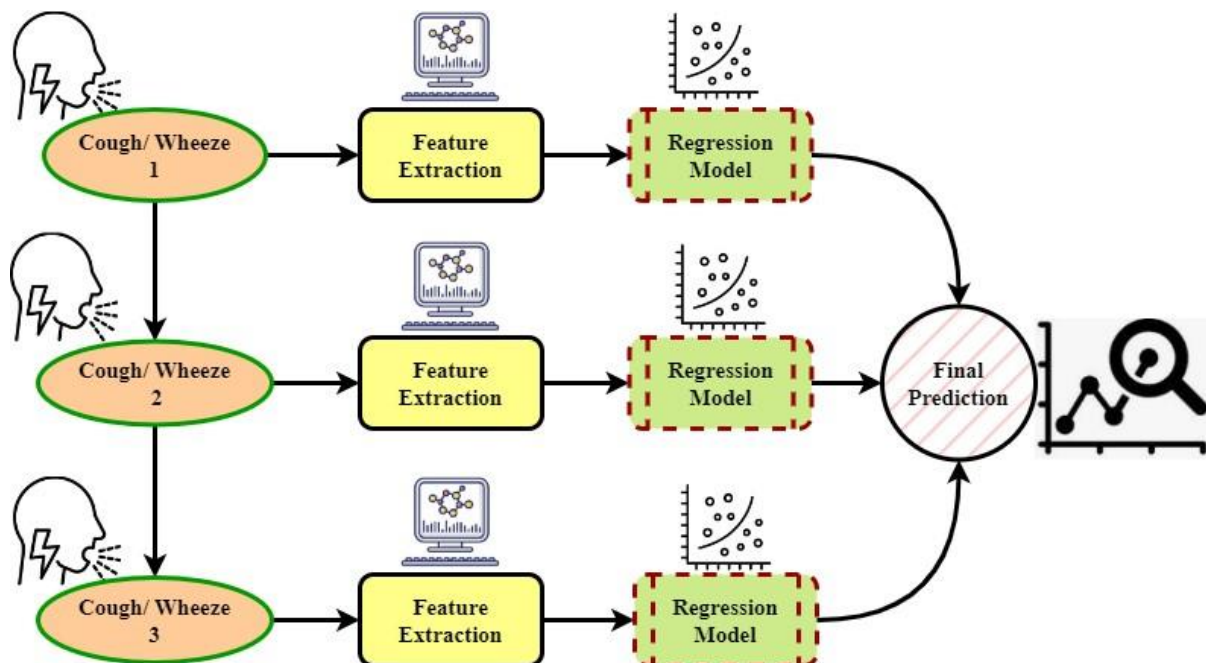 Cough/ Wheeze
1
Feature
Extraction
Regression
Model
Cough/ Wheeze
2
Feature
Extraction
Regression
Model
Final
Prediction
Cough/ Wheeze
3
Feature
Extraction
Regression
Model